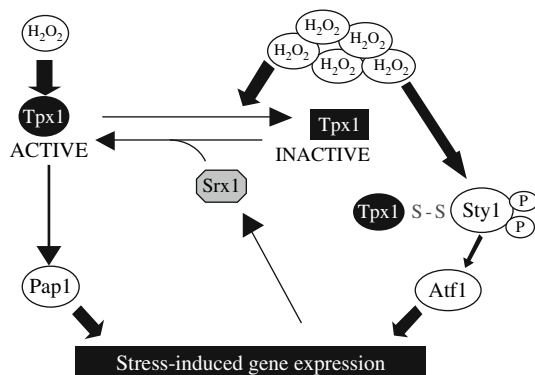 H₂O₂
H₂O₂
H₂O₂ H₂O₂
H₂O₂ H₂O₂
Tpx1 Tpx1
ACTIVE INACTIVE
Srx1
Tpx1 S-S Sty1 P
P
Pap1 Atf1
Stress-induced gene expression